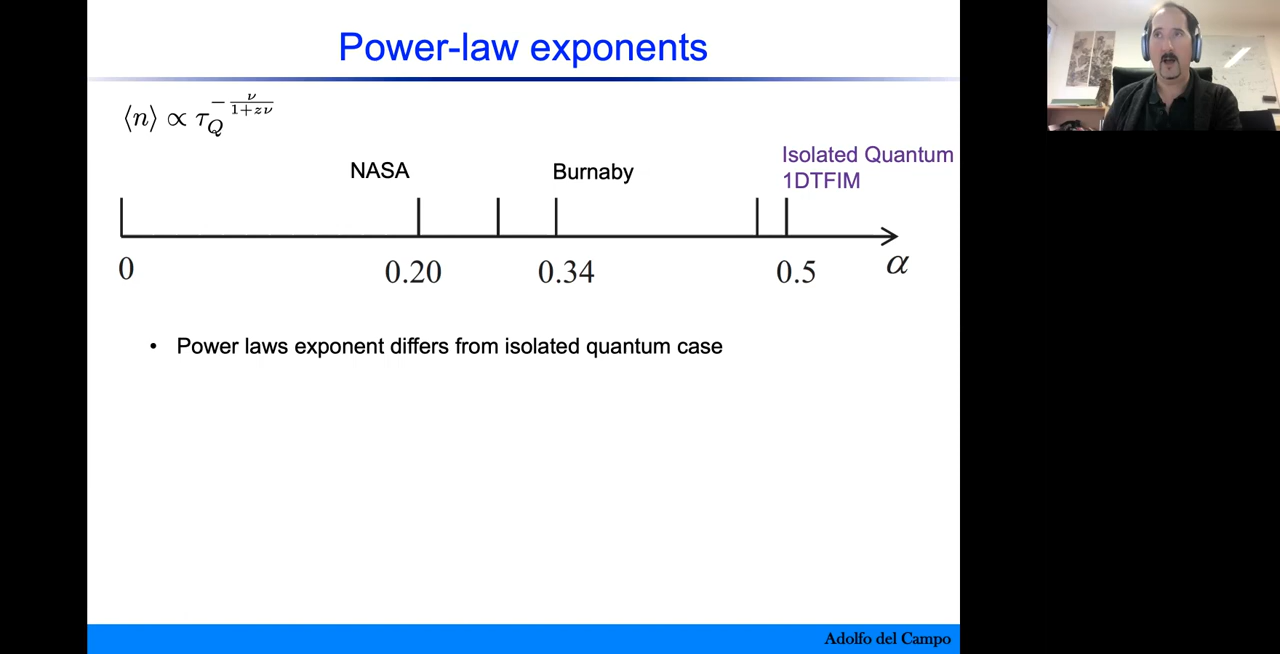 Power-law exponents
⟨n⟩ ∝ τ_Q^{-\frac{ν}{1+zν}}
Isolated Quantum
1DTFIM
NASA
Burnaby
0
0.20
0.34
0.5
α
• Power laws exponent differs from isolated quantum case
Adolfo del Campo